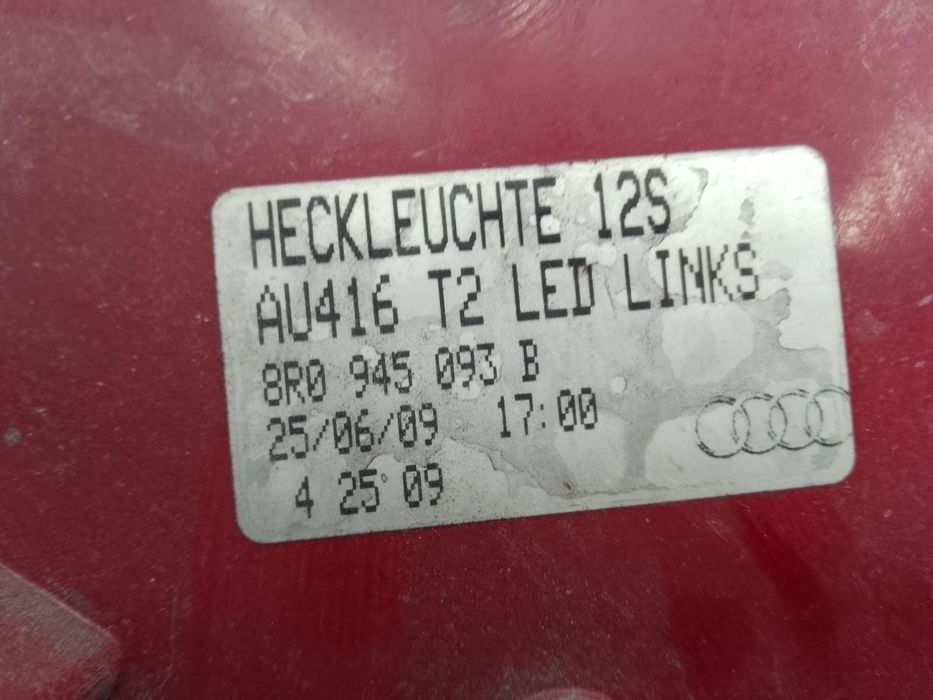 HECKLEUCHTE 12S
AU416 T2 LED LINKS
8R0 945 093 B
25/06/09 17:00
4 25 09